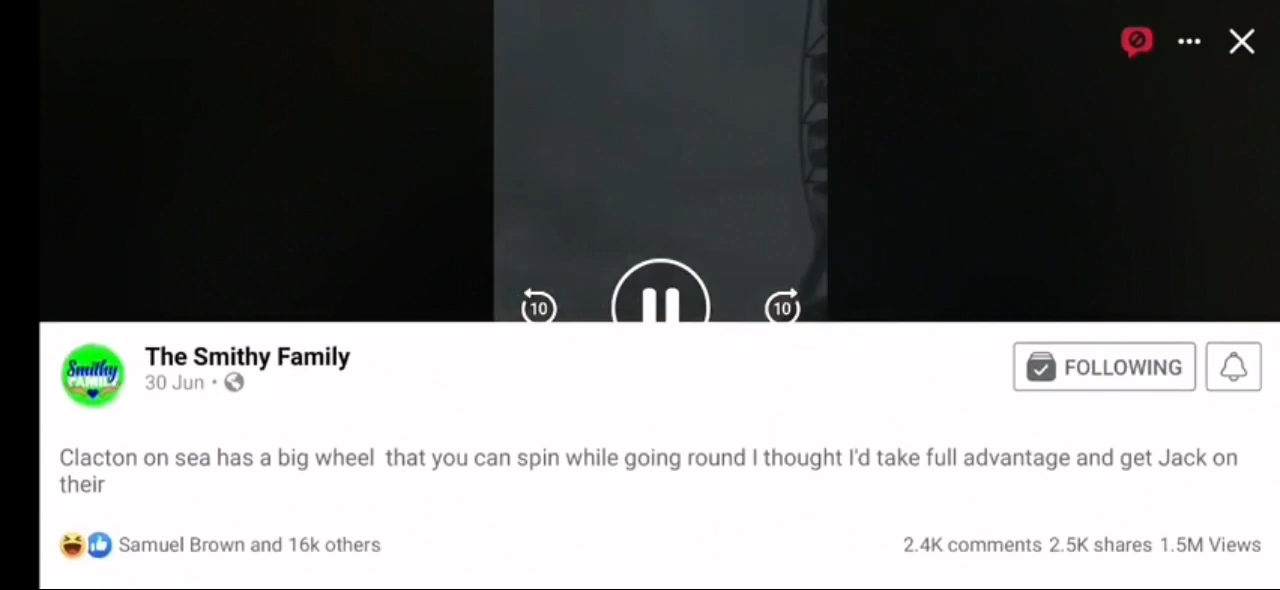 10 10
Smithy
FAMILY
The Smithy Family
30 Jun ·
FOLLOWING
Clacton on sea has a big wheel that you can spin while going round I thought I'd take full advantage and get Jack on
their
Samuel Brown and 16k others 2.4K comments 2.5K shares 1.5M Views